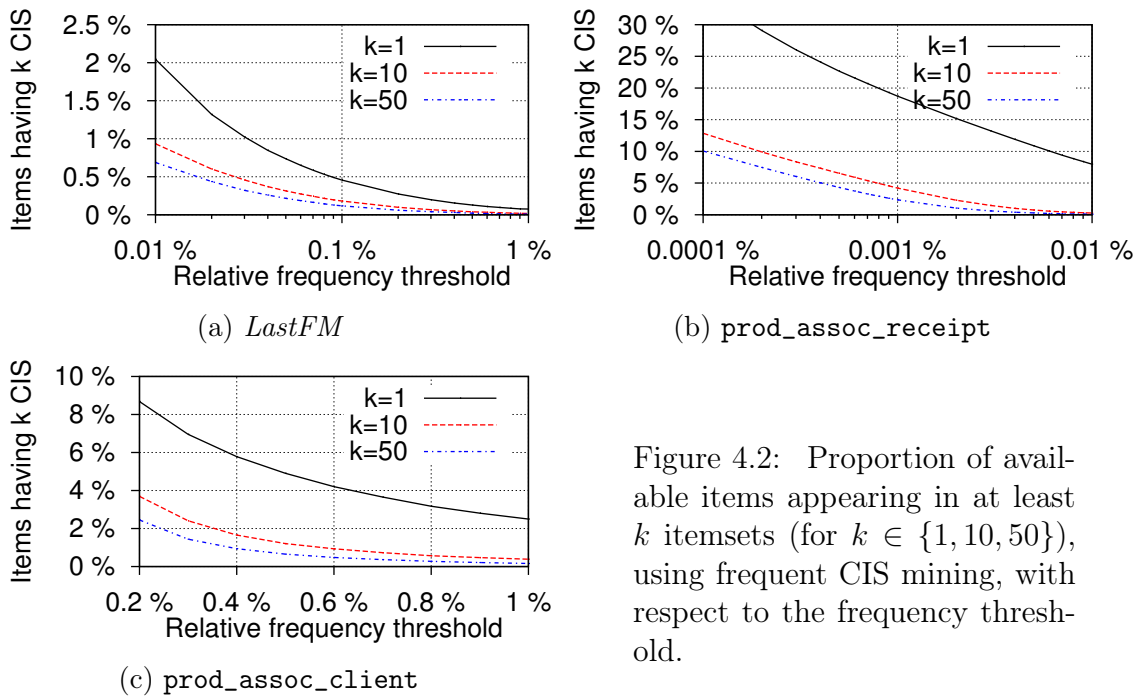 2.5 %
2 %
1.5 %
1 %
0.5 %
0 %
Items having k CIS
k=1
k=10
k=50
0.01 %
0.1 %
1 %
Relative frequency threshold
(a) LastFM
30 %
25 %
20 %
15 %
10 %
5 %
0 %
Items having k CIS
k=1
k=10
k=50
0.0001 %
0.001 %
0.01 %
Relative frequency threshold
(b) prod_assoc_receipt
10 %
8 %
6 %
4 %
2 %
0 %
Items having k CIS
k=1
k=10
k=50
0.2 %
0.4 %
0.6 %
0.8 %
1 %
Relative frequency threshold
(c) prod_assoc_client
Figure 4.2: Proportion of avail-
able items appearing in at least
k itemsets (for k ∈ {1, 10, 50}),
using frequent CIS mining, with
respect to the frequency thresh-
old.